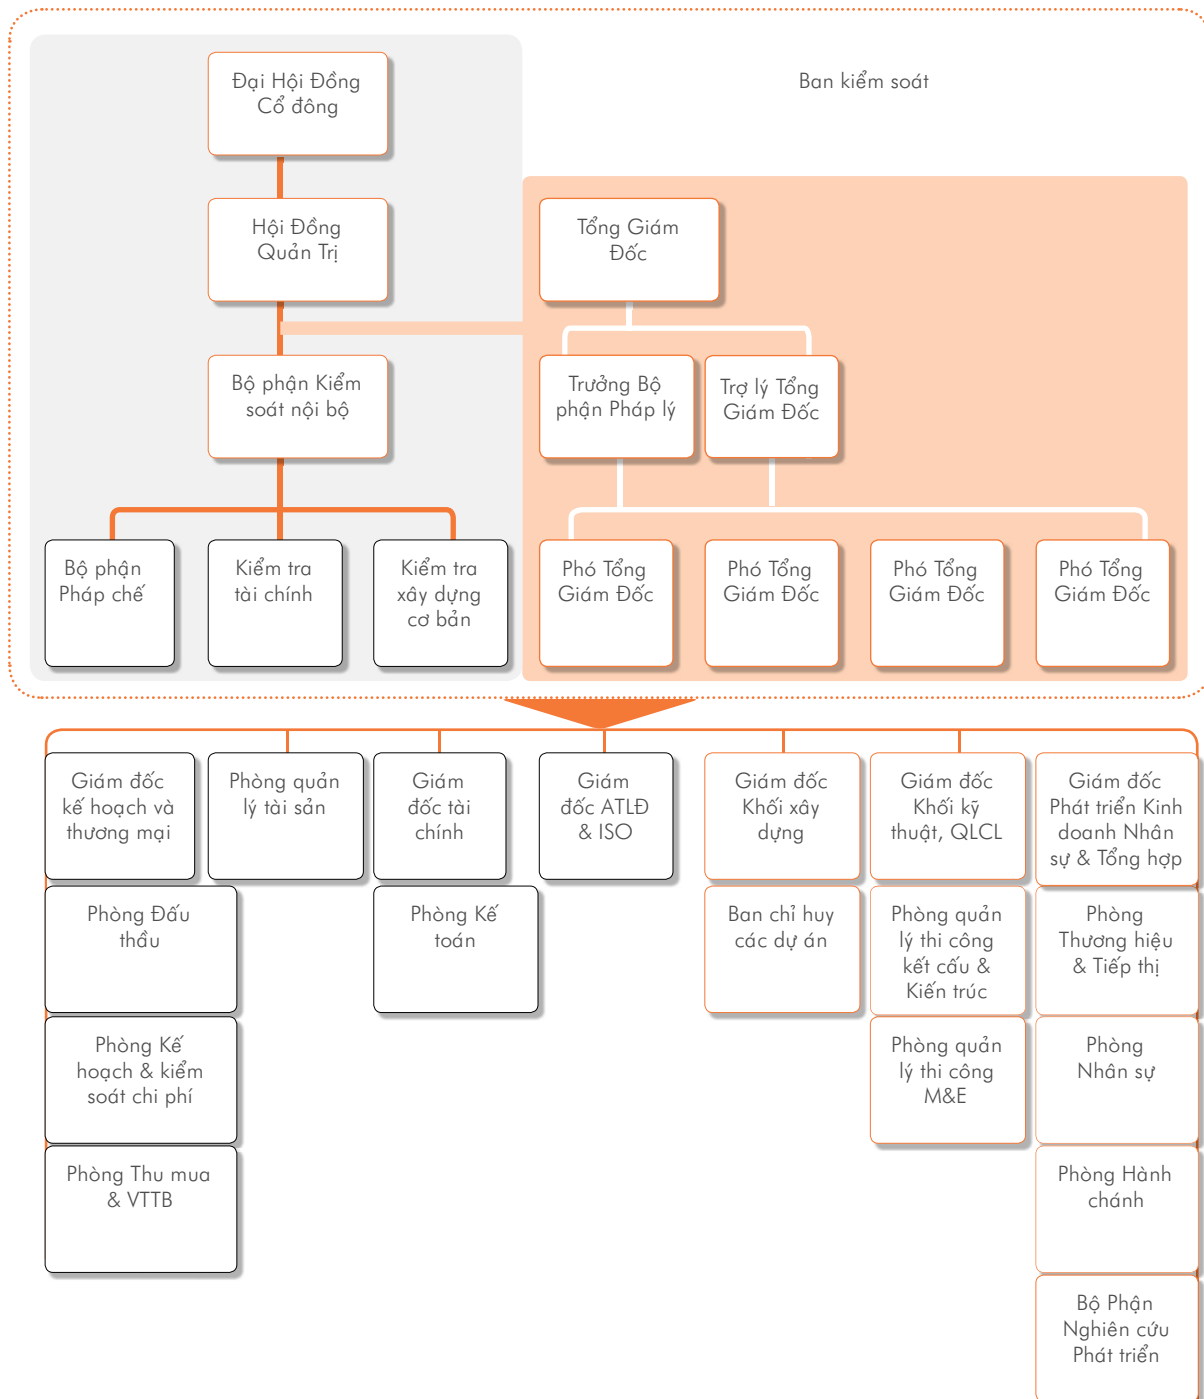 Đại Hội Đồng
Cổ đông
Ban kiểm soát
Hội Đồng
Quản Trị
Tổng Giám
Đốc
Bộ phận Kiểm
soát nội bộ
Trưởng Bộ
phận Pháp lý
Trợ lý Tổng
Giám Đốc
Bộ phận
Pháp chế
Kiểm tra
tài chính
Kiểm tra
xây dựng
cơ bản
Phó Tổng
Giám Đốc
Phó Tổng
Giám Đốc
Phó Tổng
Giám Đốc
Phó Tổng
Giám Đốc
Giám đốc
kế hoạch và
thương mại
Phòng quản
lý tài sản
Giám
đốc tài
chính
Giám
đốc ATLĐ
& ISO
Giám đốc
Khối xây
dựng
Giám đốc
Khối kỹ
thuật, QLCL
Giám đốc
Phát triển Kinh
doanh Nhân
sự & Tổng hợp
Phòng Đấu
thầu
Phòng Kế
toán
Ban chỉ huy
các dự án
Phòng quản
lý thi công
kết cấu &
Kiến trúc
Phòng
Thương hiệu
& Tiếp thị
Phòng Kế
hoạch & kiểm
soát chi phí
Phòng quản
lý thi công
M&E
Phòng
Nhân sự
Phòng Thu mua
& VTTB
Phòng Hành
chánh
Bộ Phận
Nghiên cứu
Phát triển